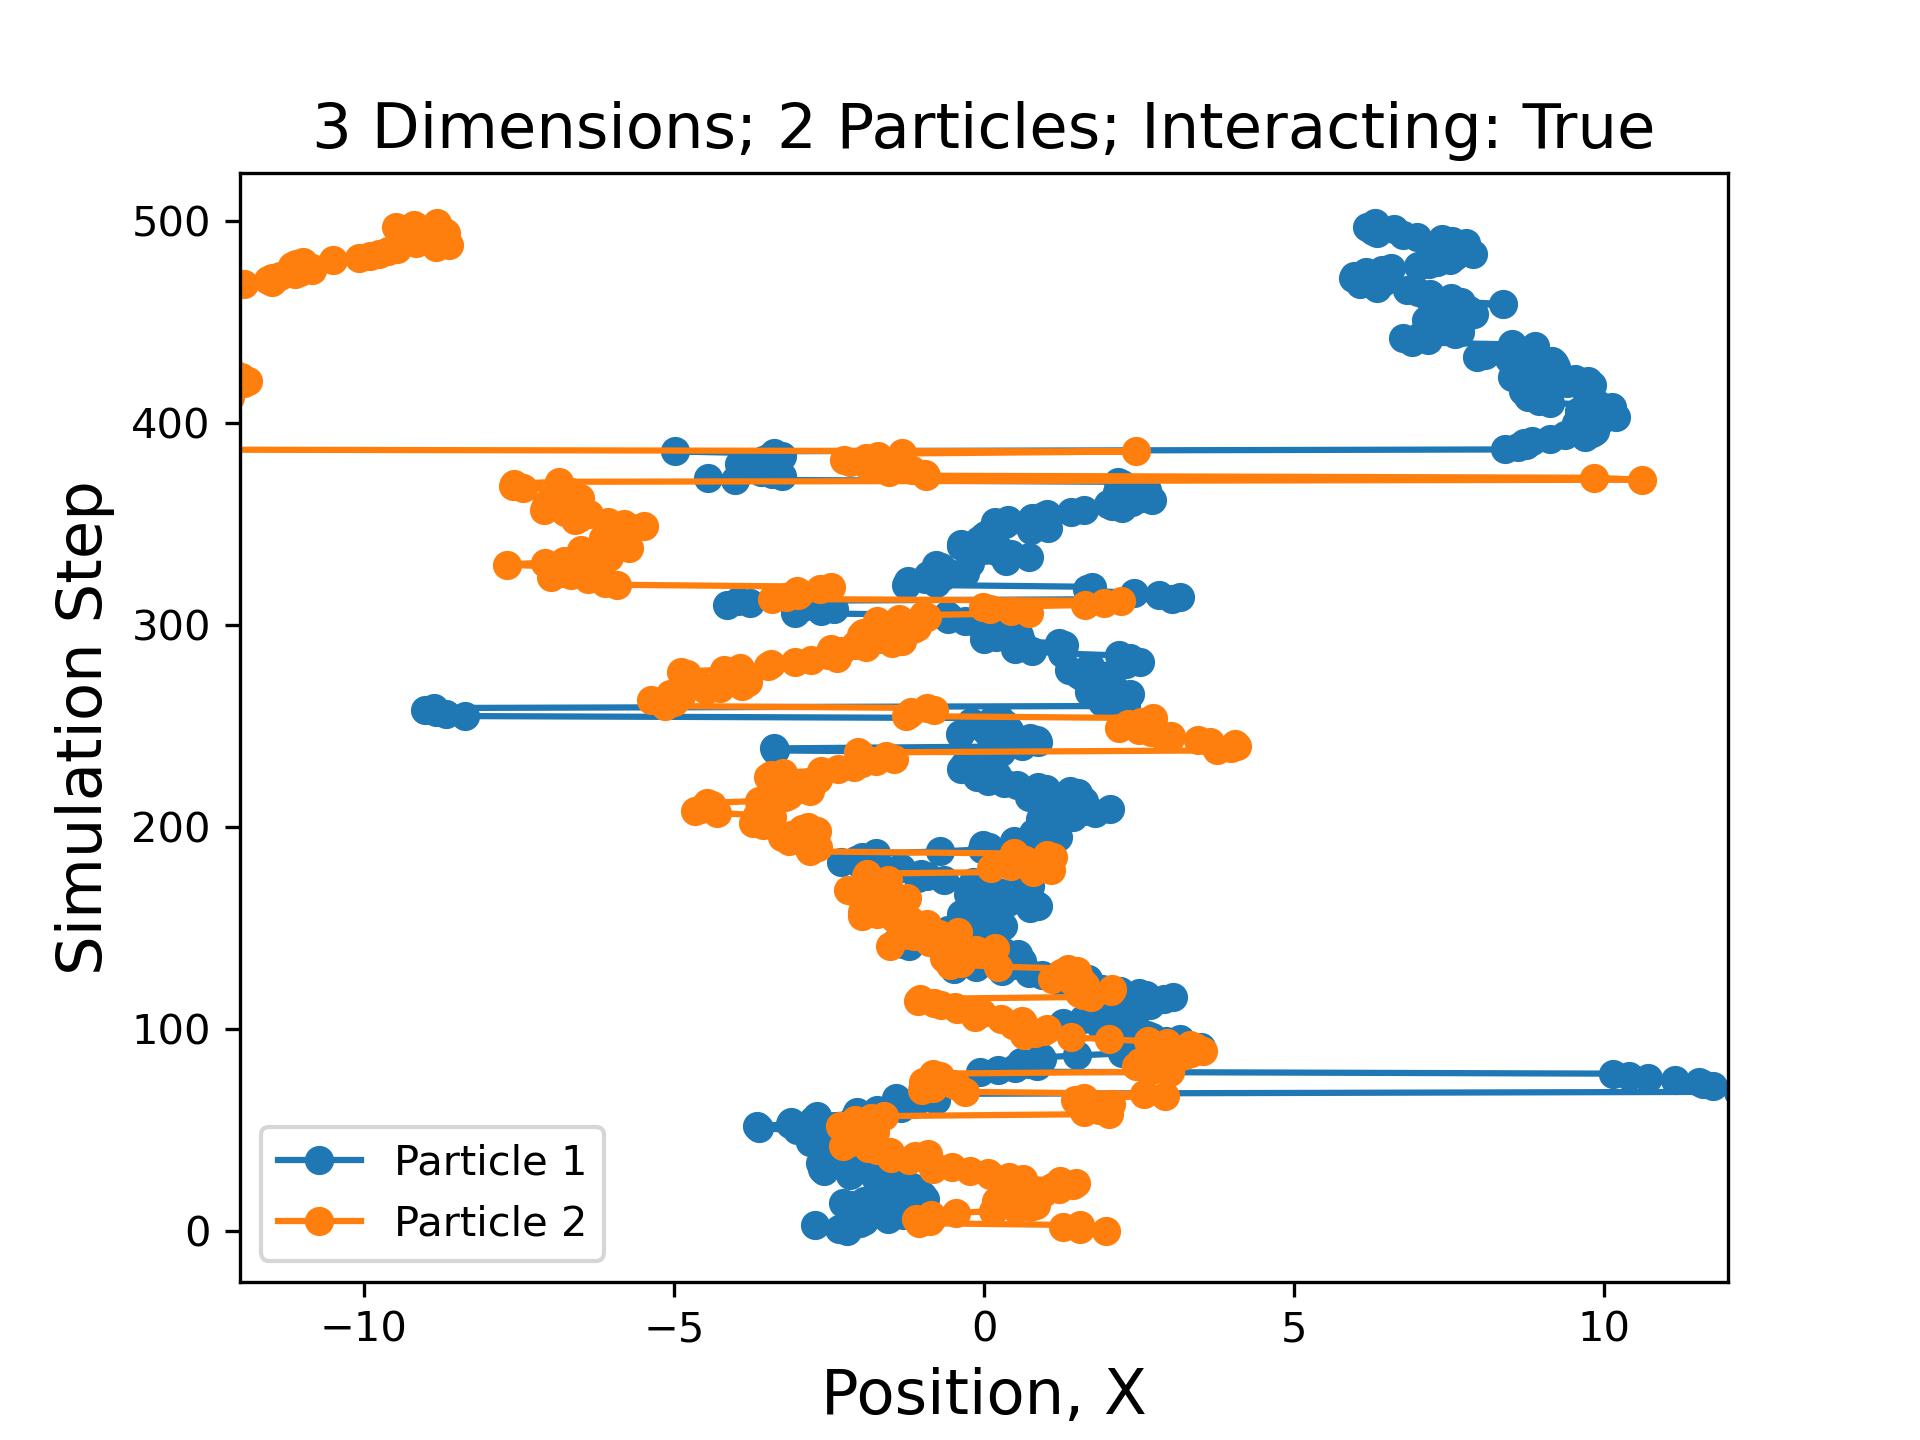 3 Dimensions; 2 Particles; Interacting: True
Simulation Step
500
400
300
200
100
0
Particle 1
Particle 2
−10
−5
0
5
10
Position, X